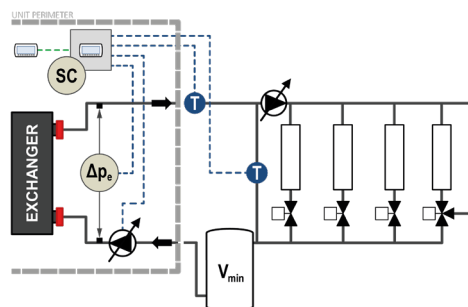 UNIT PERIMETER
SC
T
T
EXCHANGER
Δpe
Vmin